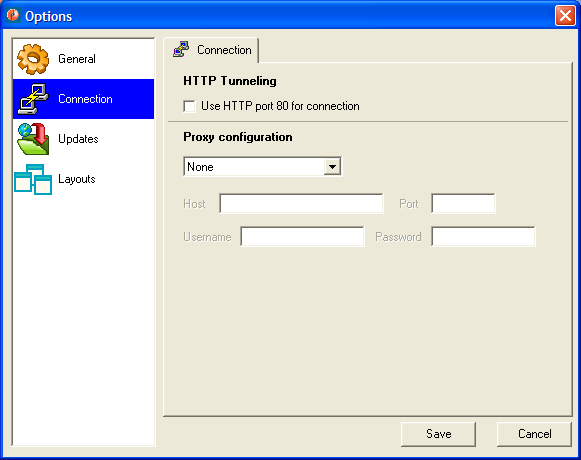 Options
General
Connection
Updates
Layouts
Connection
HTTP Tunneling
Use HTTP port 80 for connection
Proxy configuration
None
Host Port
Username Password
Save Cancel